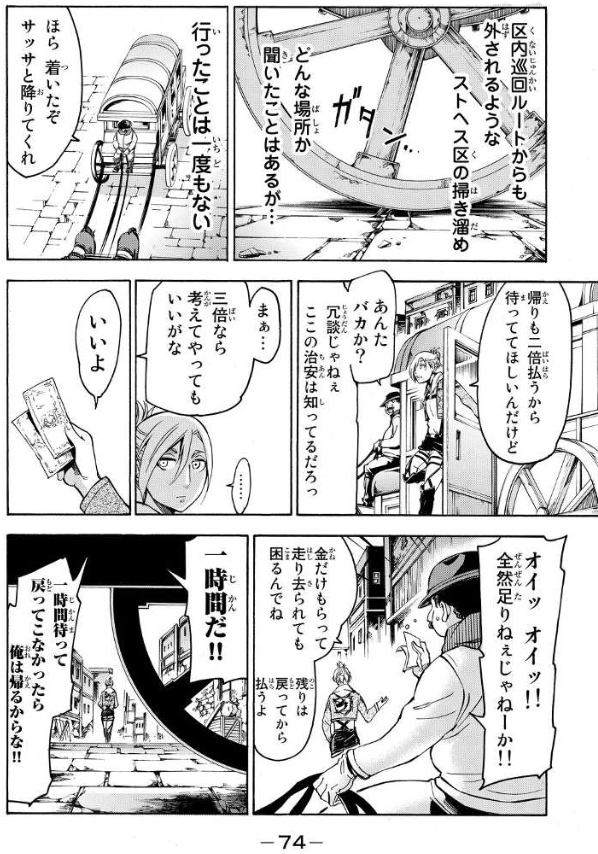 区内巡回ルートからも
外されるような
ストヘス区の掃き溜め
ガタン…
どんな場所か
聞いたことはあるが…
行ったことは一度もない
ほら 着いたぞ
サッサと降りてくれ
帰りも二倍払うから
待っててほしいんだけど
あんた
バカか?
冗談じゃねぇ
ここの治安は知ってるだろっ
まぁ…
三倍なら
考えてやっても
いいがな
……
いいよ
オイッ オイッ!!
全然足りねぇじゃねーか!!
金だけもらって
走り去られても
困るんでね
残りは
戻ってから
払うよ
一時間だ!!
一時間待って
戻ってこなかったら
俺は帰るからな!!
−74−